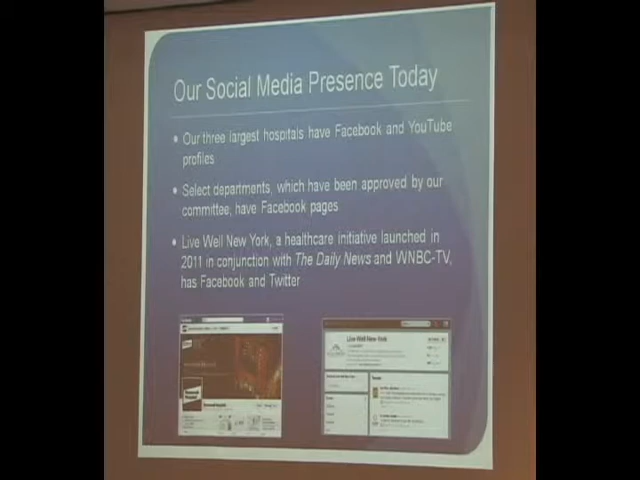 Our Social Media Presence Today
Our three largest hospitals have Facebook and YouTube
profiles
Select departments, which have been approved by our
committee, have Facebook pages
Live Well New York, a healthcare initiative launched in
2011 in conjunction with The Daily News and WNBC-TV,
has Facebook and Twitter
Live Well New York
Tweets